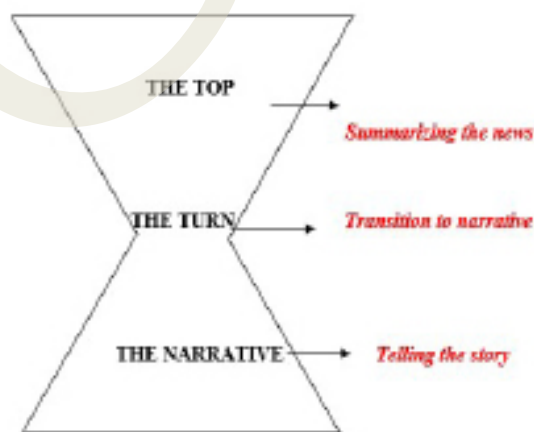 THE TOP
Summarizing the news
THE TURN
Transition to narrative
THE NARRATIVE
Telling the story